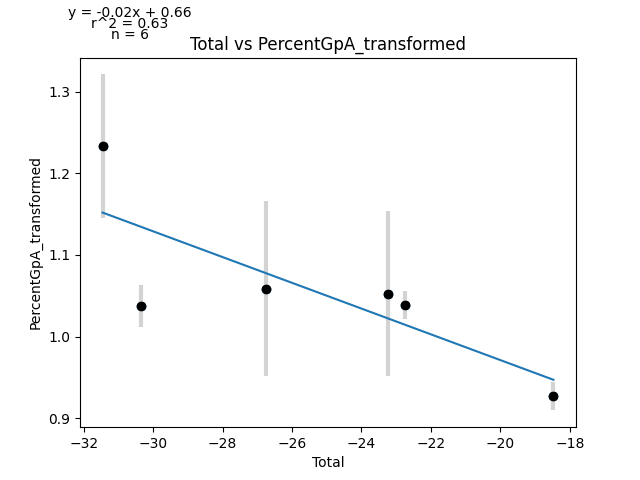 y = -0.02x + 0.66
r^2 = 0.63
n = 6
Total vs PercentGpA_transformed
PercentGpA_transformed
1.3
1.2
1.1
1.0
0.9
−32 −30 −28 −26 −24 −22 −20 −18
Total